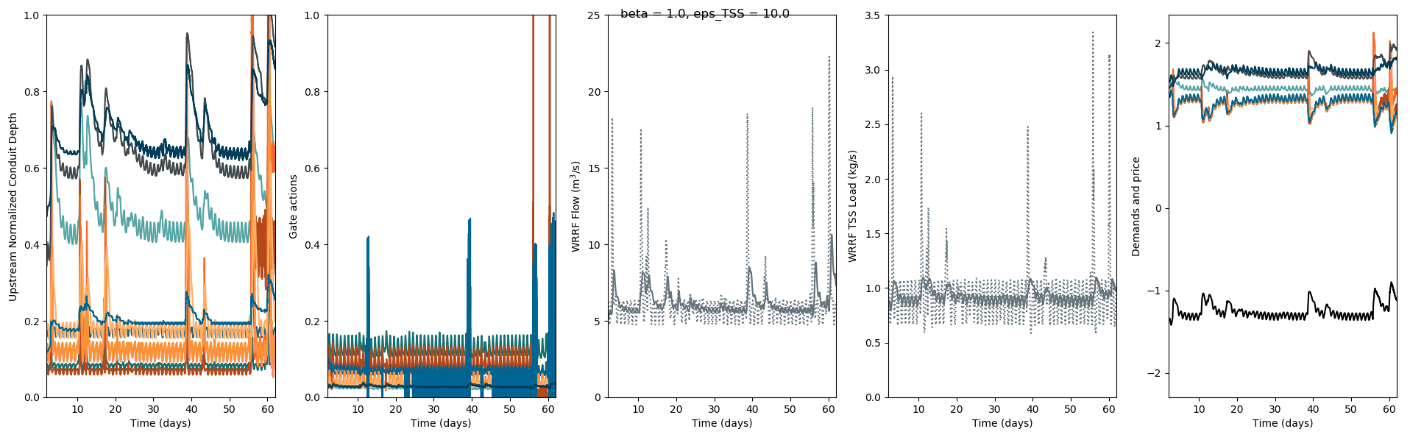 beta = 1.0, eps_TSS = 10.0
Upstream Normalized Conduit Depth
1.0
0.8
0.6
0.4
0.2
0.0
10 20 30 40 50 60
Time (days)
Gate actions
1.0
0.8
0.6
0.4
0.2
0.0
10 20 30 40 50 60
Time (days)
WRRF Flow (m³/s)
25
20
15
10
5
0
10 20 30 40 50 60
Time (days)
WRRF TSS Load (kg/s)
3.5
3.0
2.5
2.0
1.5
1.0
0.5
0.0
10 20 30 40 50 60
Time (days)
Demands and price
2
1
0
−1
−2
10 20 30 40 50 60
Time (days)